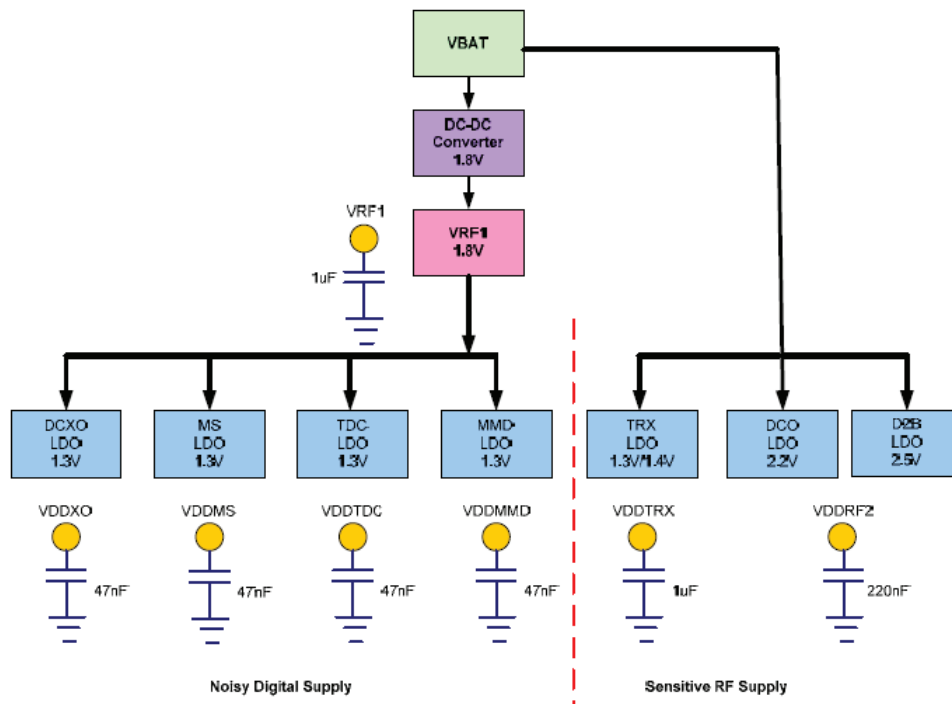 VBAT
DC-DC
Converter
1.8V
VRF1
1.8V
VRF1
1uF
DCXO
LDO
1.3V
MS
LDO
1.3V
TDC
LDO
1.3V
MMD
LDO
1.3V
TRX
LDO
1.3V/1.4V
DCO
LDO
2.2V
LDO
2.5V
VDDXO
VDDMS
VDDTDC
VDDMMD
VDDTRX
VDDRF2
47nF
47nF
47nF
47nF
1uF
220nF
Noisy Digital Supply
Sensitive RF Supply